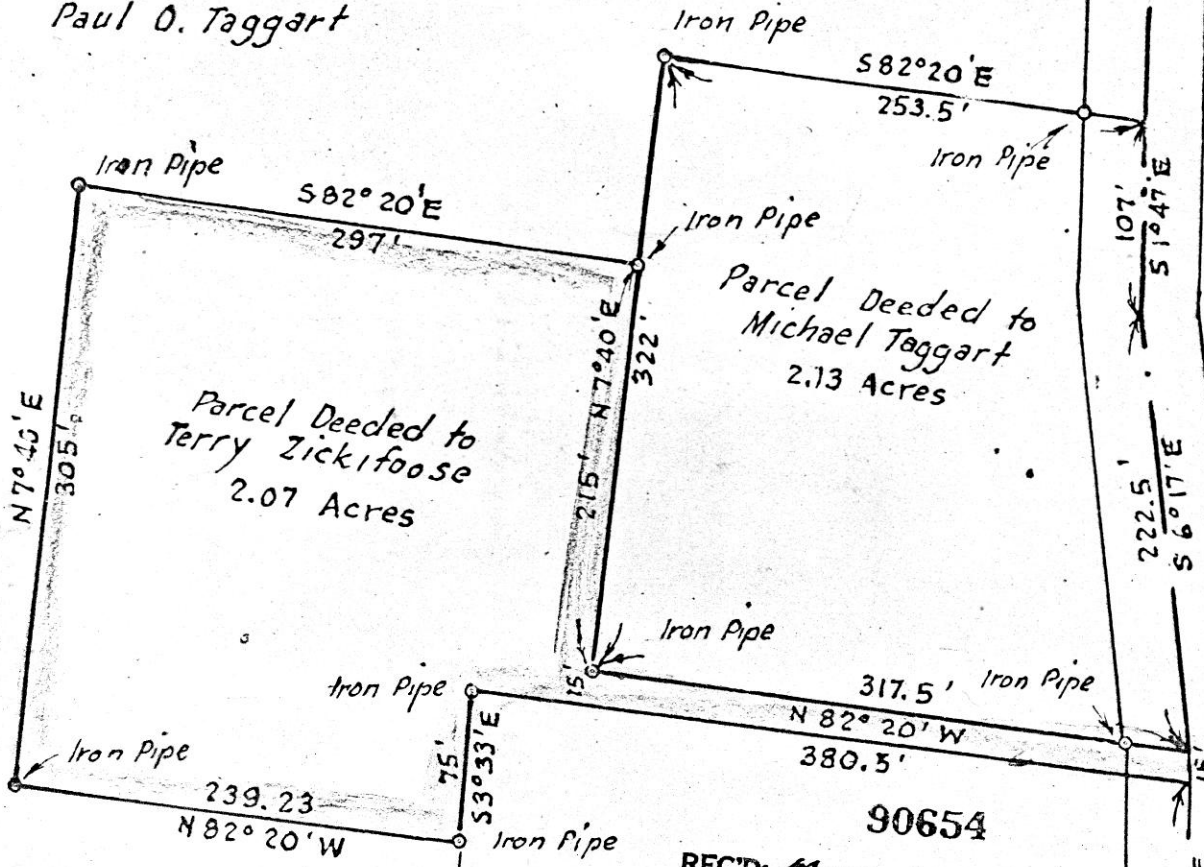 Paul O. Taggart
Iron Pipe
S 82° 20' E
253.5'
Iron Pipe
Iron Pipe
S 82° 20' E
297'
Iron Pipe
107'
S 1° 47' E
Parcel Deeded to
Michael Taggart
2.13 Acres
N 7° 40' E
322'
215'
N 7° 40' E
305'
Parcel Deeded to
Terry Zickifoose
2.07 Acres
222.5'
S 6° 17' E
Iron Pipe
15'
317.5'
Iron Pipe
N 82° 20' W
380.3'
15'
Iron Pipe
75'
S 3° 33' E
Iron Pipe
239.23
N 82° 20' W
Iron Pipe
90654
REC'D: